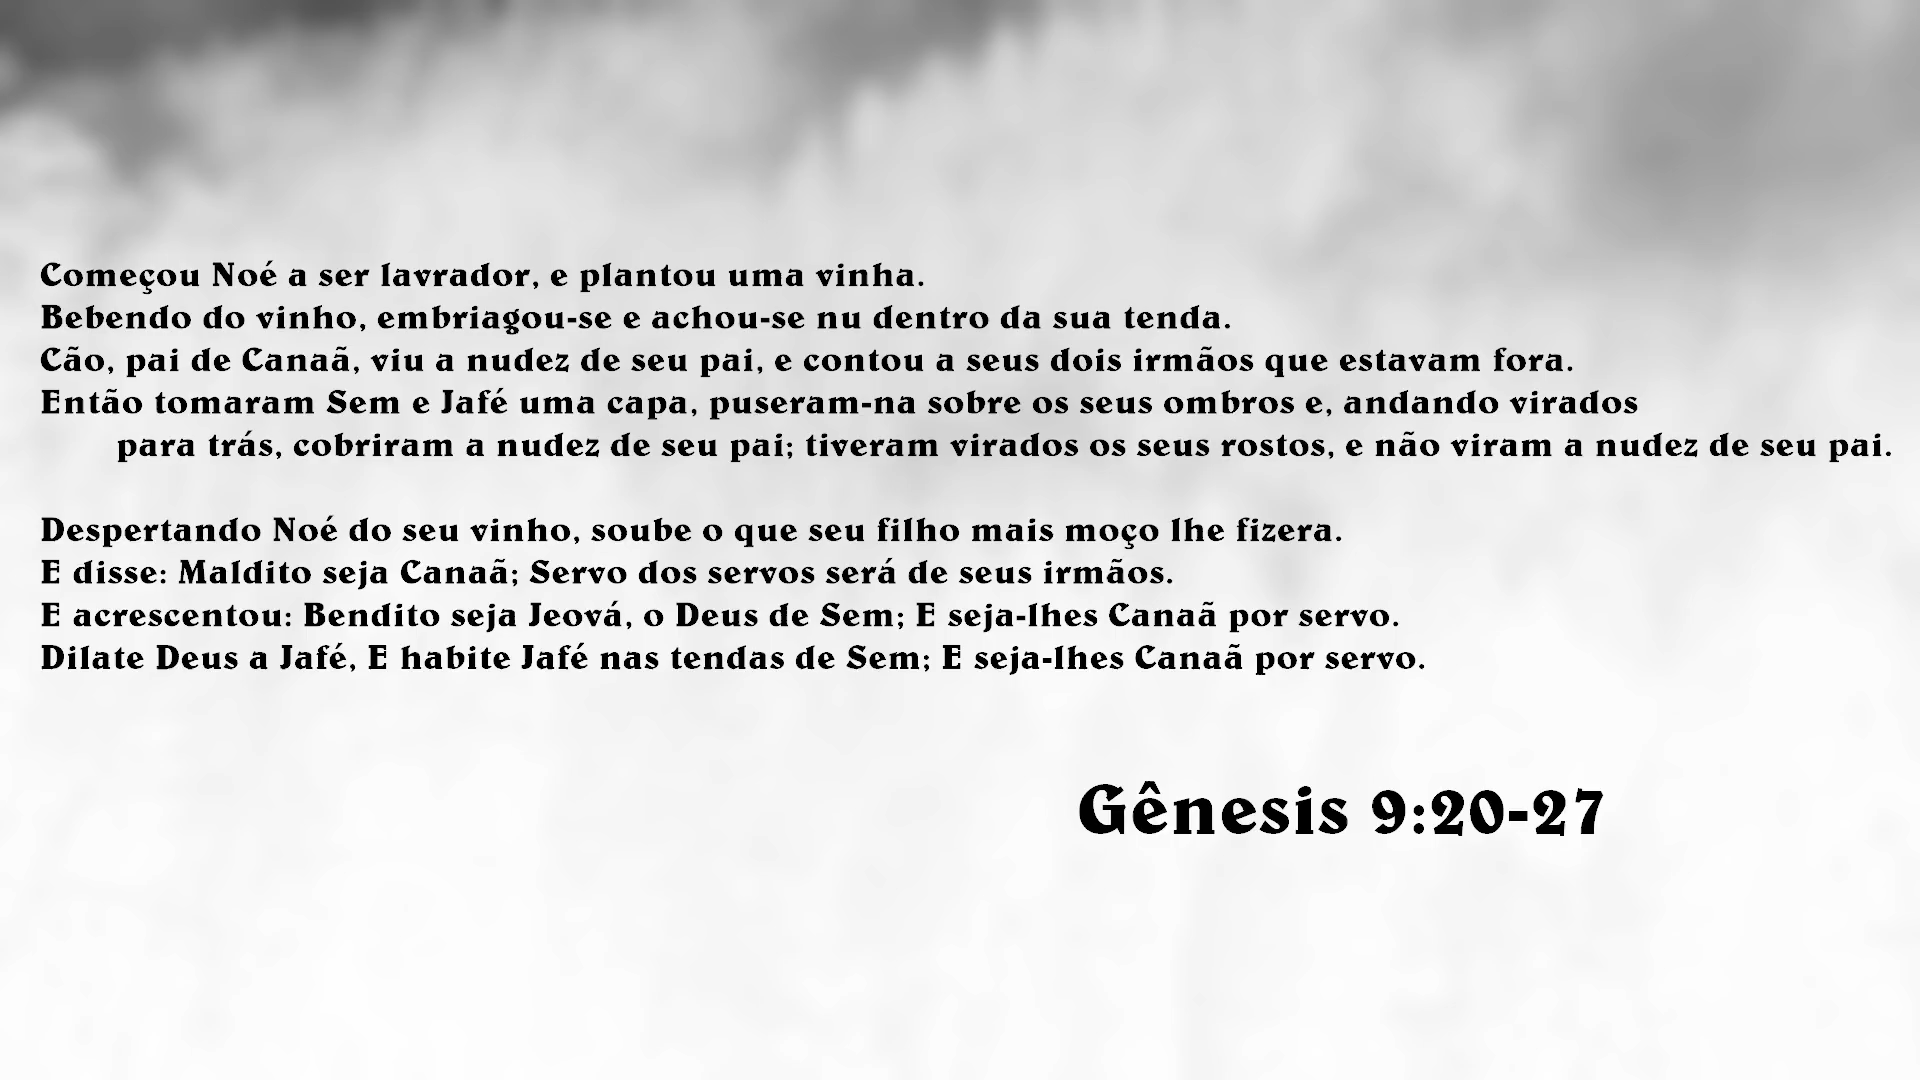 Começou Noé a ser lavrador, e plantou uma vinha.
Bebendo do vinho, embriagou-se e achou-se nu dentro da sua tenda.
Cão, pai de Canaã, viu a nudez de seu pai, e contou a seus dois irmãos que estavam fora.
Então tomaram Sem e Jafé uma capa, puseram-na sobre os seus ombros e, andando virados
para trás, cobriram a nudez de seu pai; tiveram virados os seus rostos, e não viram a nudez de seu pai.
Despertando Noé do seu vinho, soube o que seu filho mais moço lhe fizera.
E disse: Maldito seja Canaã; Servo dos servos será de seus irmãos.
E acrescentou: Bendito seja Jeová, o Deus de Sem; E seja-lhes Canaã por servo.
Dilate Deus a Jafé, E habite Jafé nas tendas de Sem; E seja-lhes Canaã por servo.
Gênesis 9:20-27